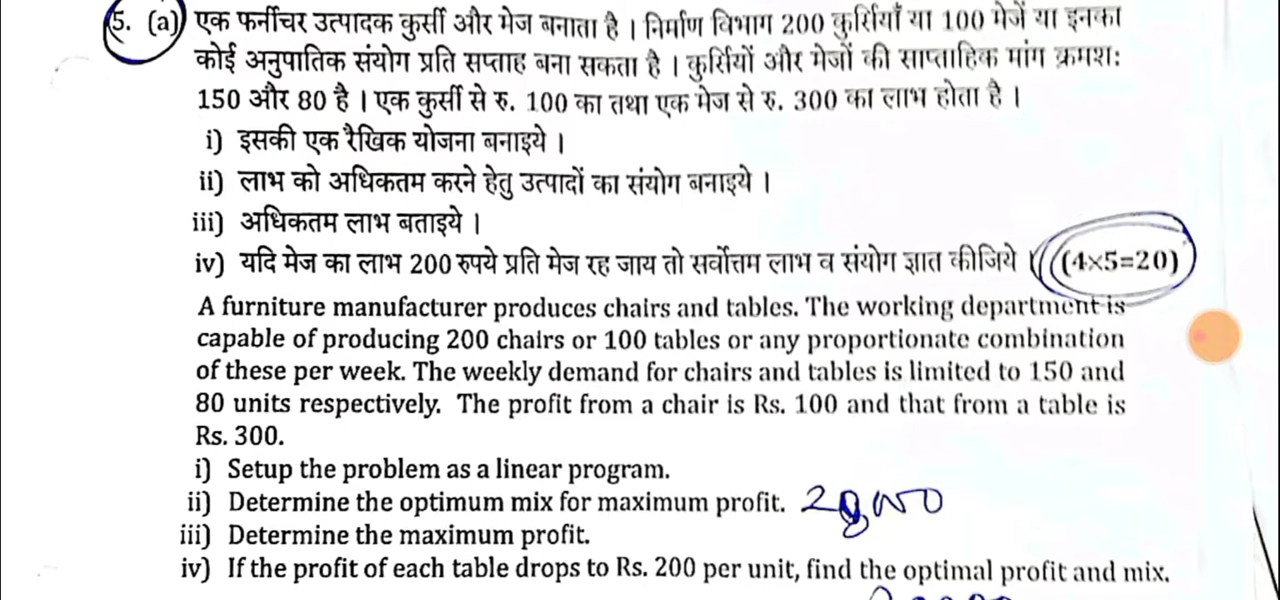 5. (a) एक फर्नीचर उत्पादक कुर्सी और मेज बनाता है । निर्माण विभाग 200 कुर्सियाँ या 100 मेजें या इनका
कोई अनुपातिक संयोग प्रति सप्ताह बना सकता है । कुर्सियों और मेजों की साप्ताहिक मांग क्रमश:
150 और 80 है । एक कुर्सी से रु. 100 का तथा एक मेज से रु. 300 का लाभ होता है ।
i) इसकी एक रैखिक योजना बनाइये ।
ii) लाभ को अधिकतम करने हेतु उत्पादों का संयोग बनाइये ।
iii) अधिकतम लाभ बताइये ।
iv) यदि मेज का लाभ 200 रुपये प्रति मेज रह जाय तो सर्वोत्तम लाभ व संयोग ज्ञात कीजिये । (4×5=20)
A furniture manufacturer produces chairs and tables. The working department is
capable of producing 200 chairs or 100 tables or any proportionate combination
of these per week. The weekly demand for chairs and tables is limited to 150 and
80 units respectively. The profit from a chair is Rs. 100 and that from a table is
Rs. 300.
i) Setup the problem as a linear program.
ii) Determine the optimum mix for maximum profit.
iii) Determine the maximum profit.
iv) If the profit of each table drops to Rs. 200 per unit, find the optimal profit and mix.